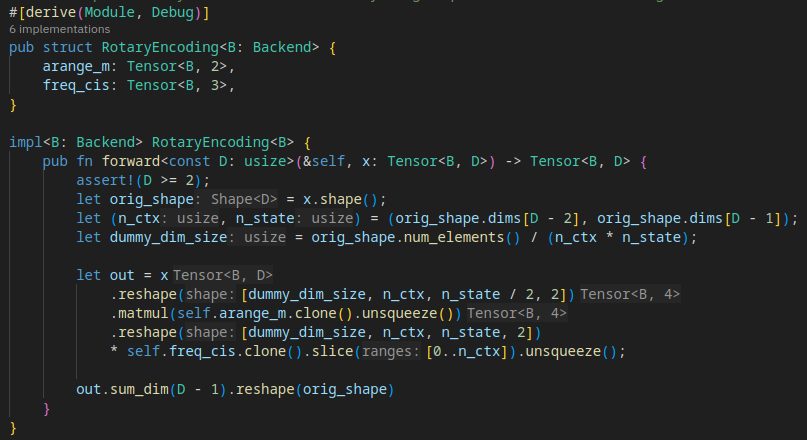 #[derive(Module, Debug)]
6 implementations
pub struct RotaryEncoding<B: Backend> {
    arange_m: Tensor<B, 2>,
    freq_cis: Tensor<B, 3>,
}

impl<B: Backend> RotaryEncoding<B> {
    pub fn forward<const D: usize>(&self, x: Tensor<B, D>) -> Tensor<B, D> {
        assert!(D >= 2);
        let orig_shape: Shape<D> = x.shape();
        let (n_ctx: usize, n_state: usize) = (orig_shape.dims[D - 2], orig_shape.dims[D - 1]);
        let dummy_dim_size: usize = orig_shape.num_elements() / (n_ctx * n_state);

        let out = x Tensor<B, D>
            .reshape(shape: [dummy_dim_size, n_ctx, n_state / 2, 2]) Tensor<B, 4>
            .matmul(self.arange_m.clone().unsqueeze()) Tensor<B, 4>
            .reshape(shape: [dummy_dim_size, n_ctx, n_state, 2])
            * self.freq_cis.clone().slice(ranges: [0..n_ctx]).unsqueeze();

        out.sum_dim(D - 1).reshape(orig_shape)
    }
}